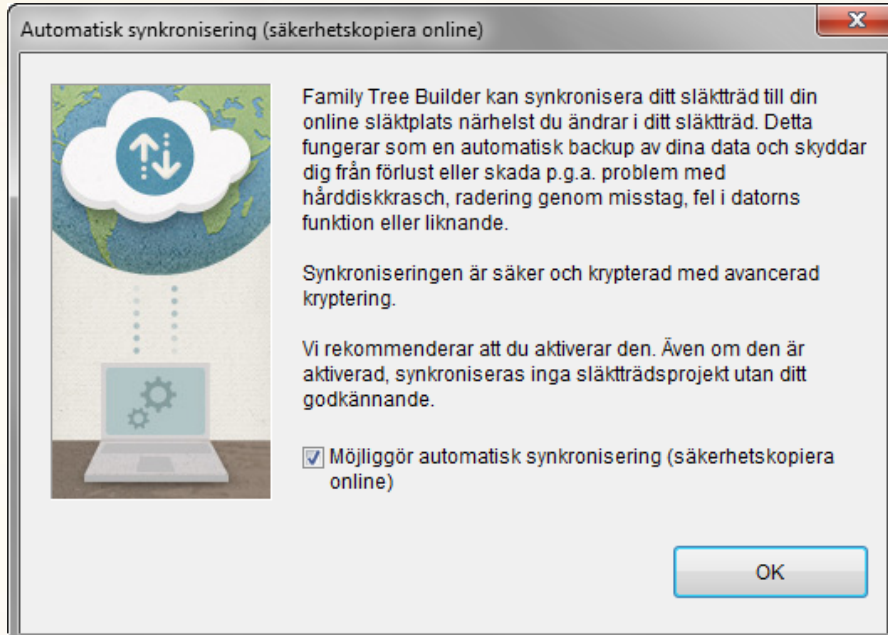 Automatisk synkronisering (säkerhetskopiera online)
Family Tree Builder kan synkronisera ditt släktträd till din
online släktplats närhelst du ändrar i ditt släktträd. Detta
fungerar som en automatisk backup av dina data och skyddar
dig från förlust eller skada p.g.a. problem med
hårddiskkrasch, radering genom misstag, fel i datorns
funktion eller liknande.
Synkroniseringen är säker och krypterad med avancerad
kryptering.
Vi rekommenderar att du aktiverar den. Även om den är
aktiverad, synkroniseras inga släktträdsprojekt utan ditt
godkännande.
Möjliggör automatisk synkronisering (säkerhetskopiera
online)
OK